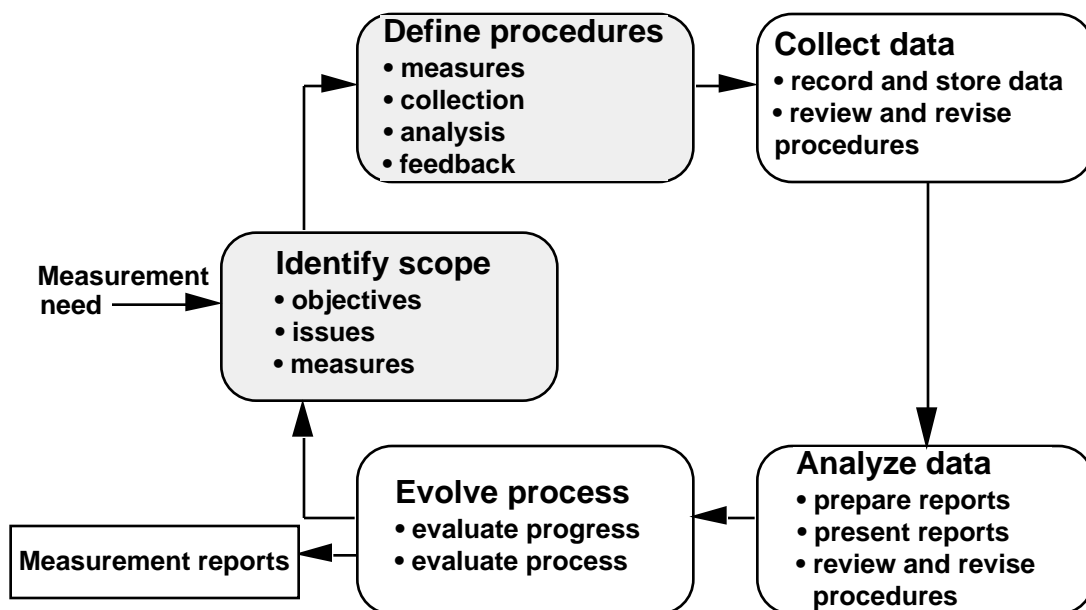 Define procedures
• measures
• collection
• analysis
• feedback
Collect data
• record and store data
• review and revise
procedures
Measurement
need
Identify scope
• objectives
• issues
• measures
Analyze data
• prepare reports
• present reports
• review and revise
procedures
Evolve process
• evaluate progress
• evaluate process
Measurement reports